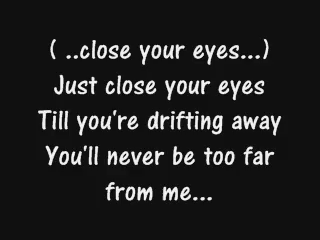 ( ..close your eyes...)
Just close your eyes
Till you're drifting away
You'll never be too far
from me...